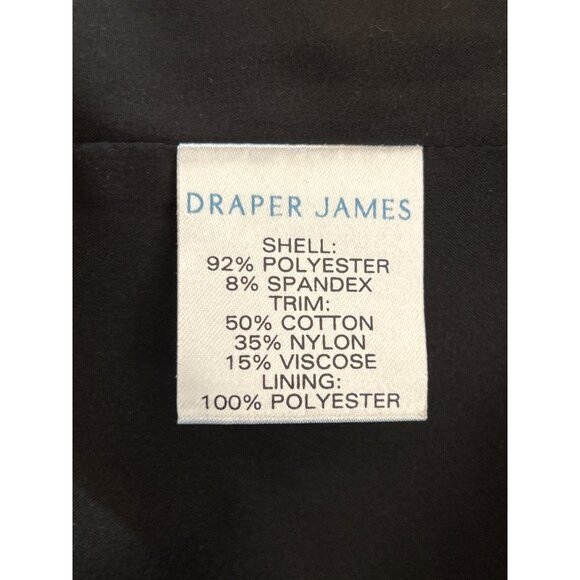 DRAPER JAMES
SHELL:
92% POLYESTER
8% SPANDEX
TRIM:
50% COTTON
35% NYLON
15% VISCOSE
LINING:
100% POLYESTER